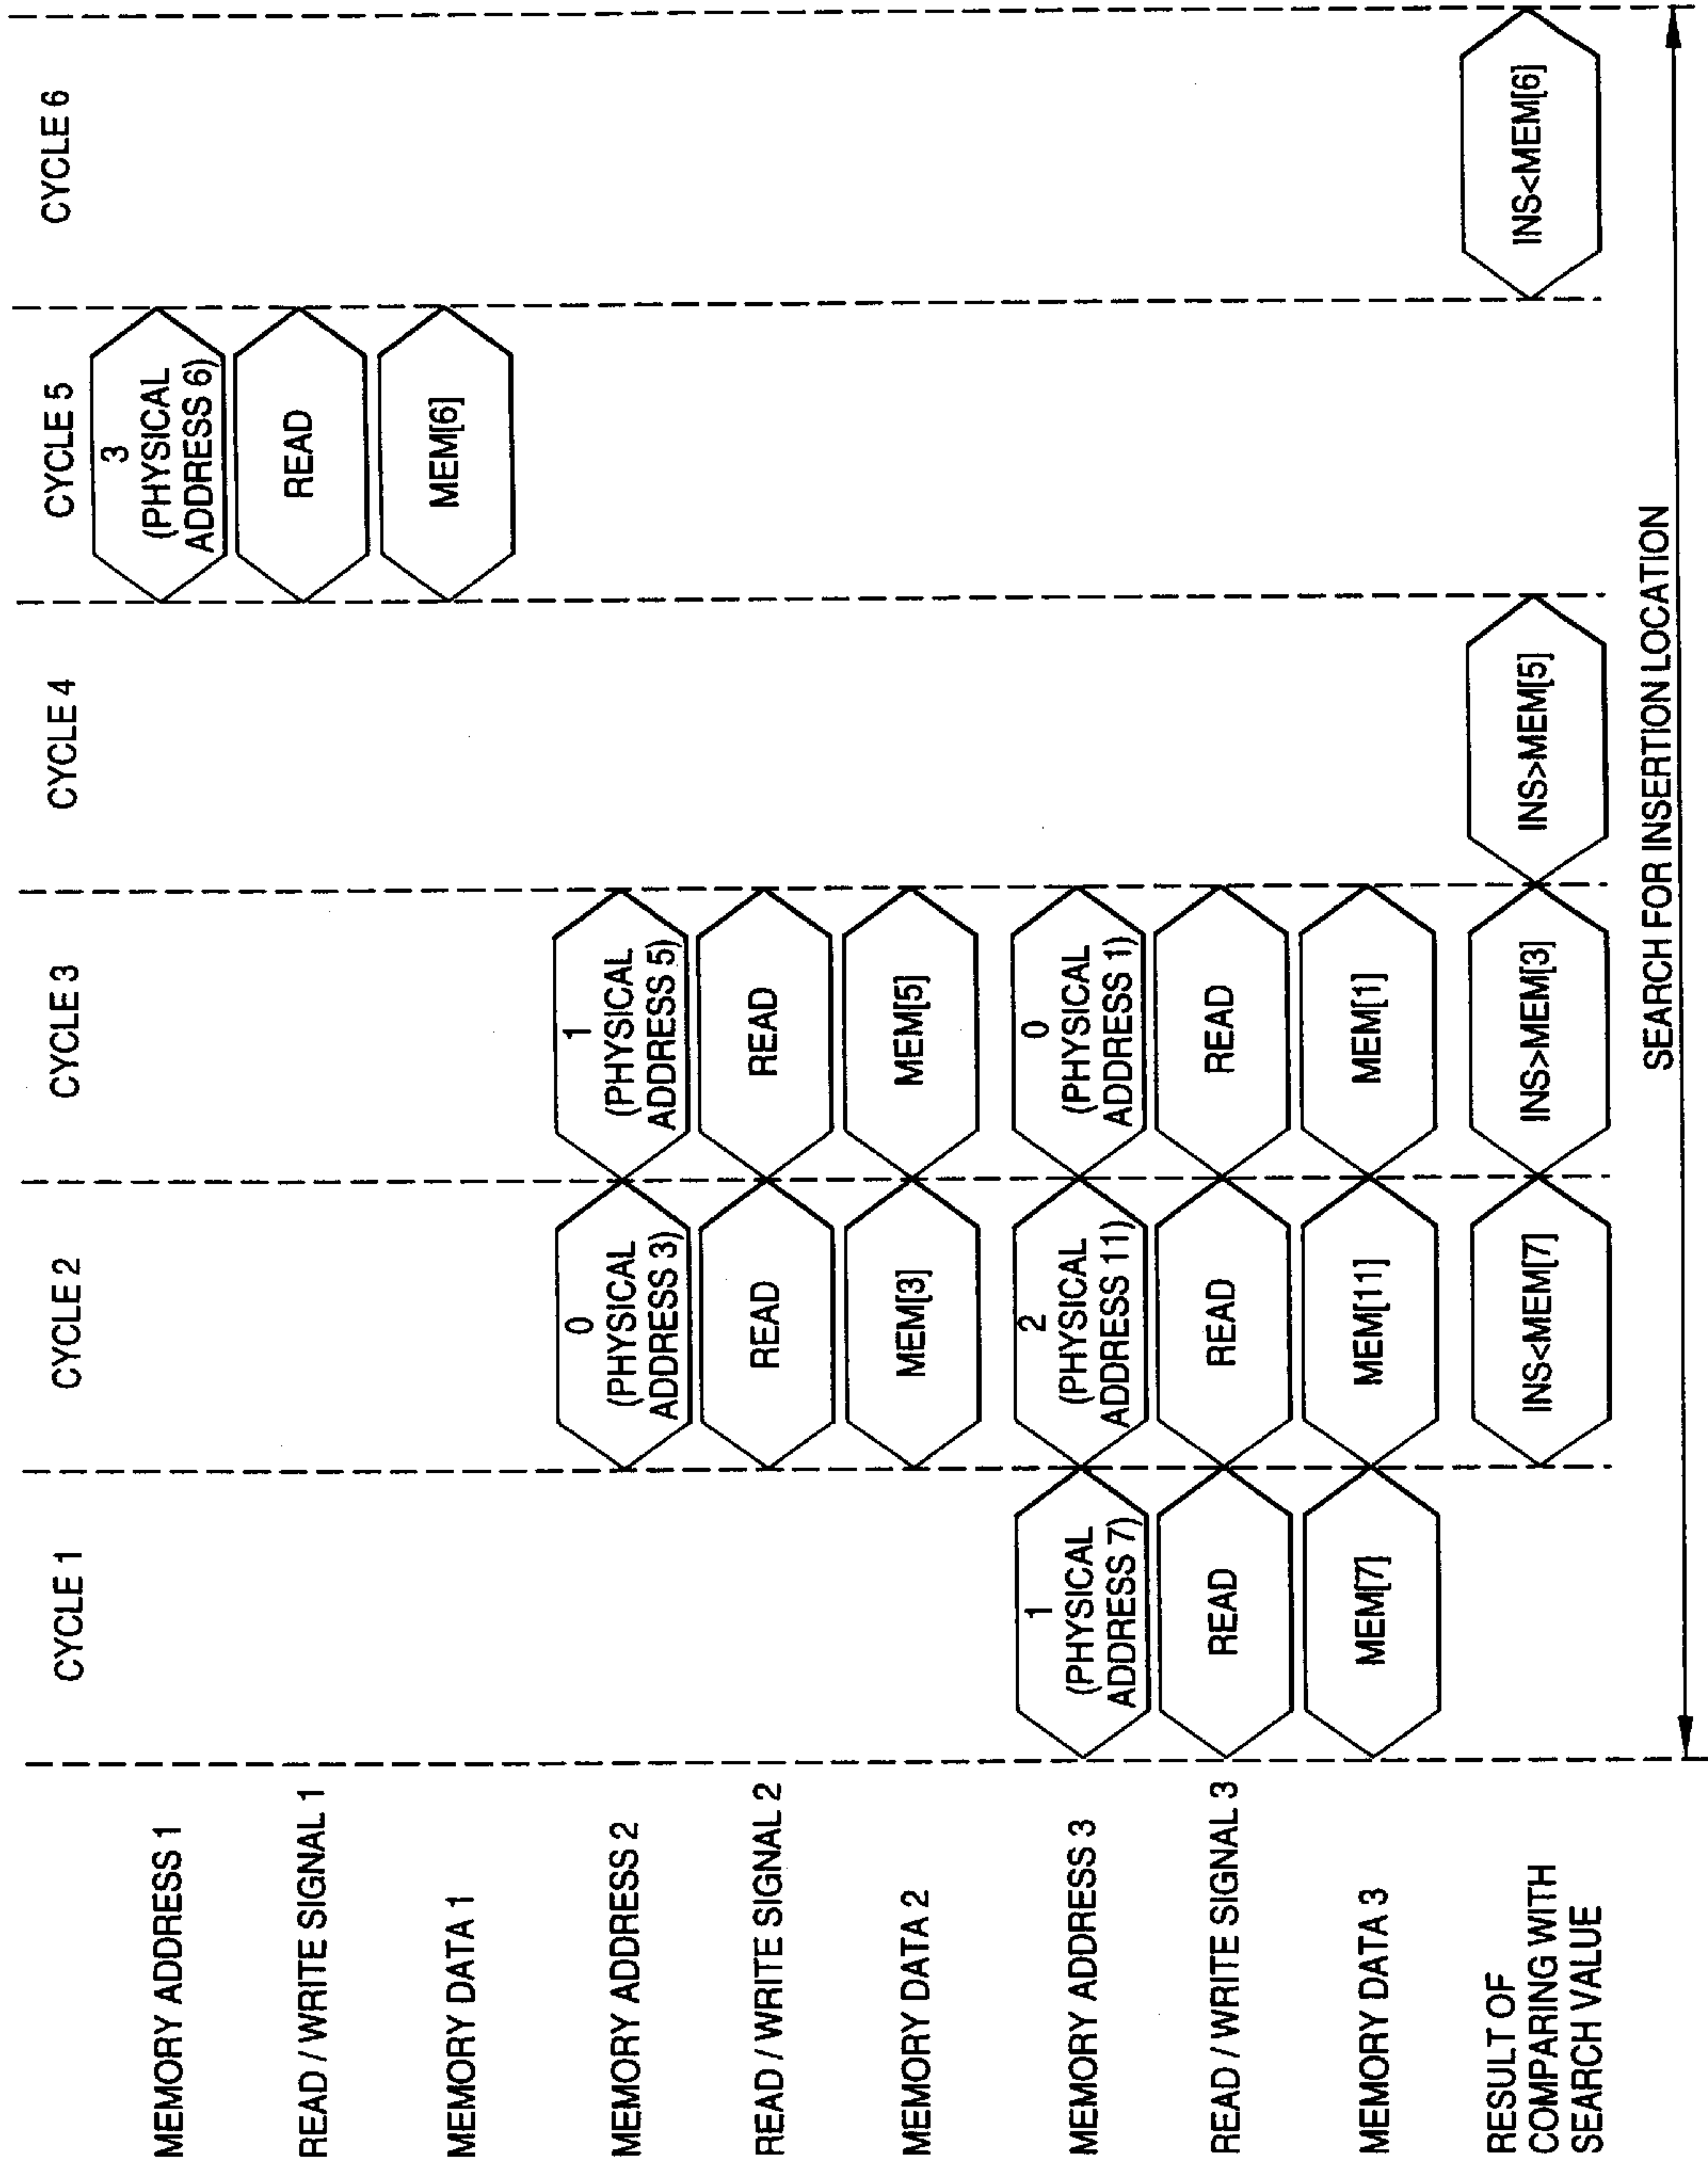 CYCLE 1
CYCLE 2
CYCLE 3
CYCLE 4
CYCLE 5
CYCLE 6
MEMORY ADDRESS 1
3
(PHYSICAL
ADDRESS 6)
READ / WRITE SIGNAL 1
READ
MEMORY DATA 1
MEM[6]
MEMORY ADDRESS 2
0
(PHYSICAL
ADDRESS 3)
1
(PHYSICAL
ADDRESS 5)
READ / WRITE SIGNAL 2
READ
READ
MEMORY DATA 2
MEM[3]
MEM[5]
MEMORY ADDRESS 3
1
(PHYSICAL
ADDRESS 7)
2
(PHYSICAL
ADDRESS 11)
0
(PHYSICAL
ADDRESS 1)
READ / WRITE SIGNAL 3
READ
READ
READ
MEMORY DATA 3
MEM[7]
MEM[11]
MEM[1]
RESULT OF
COMPARING WITH
SEARCH VALUE
INS<MEM[7]
INS>MEM[3]
INS>MEM[5]
INS<MEM[6]
SEARCH FOR INSERTION LOCATION